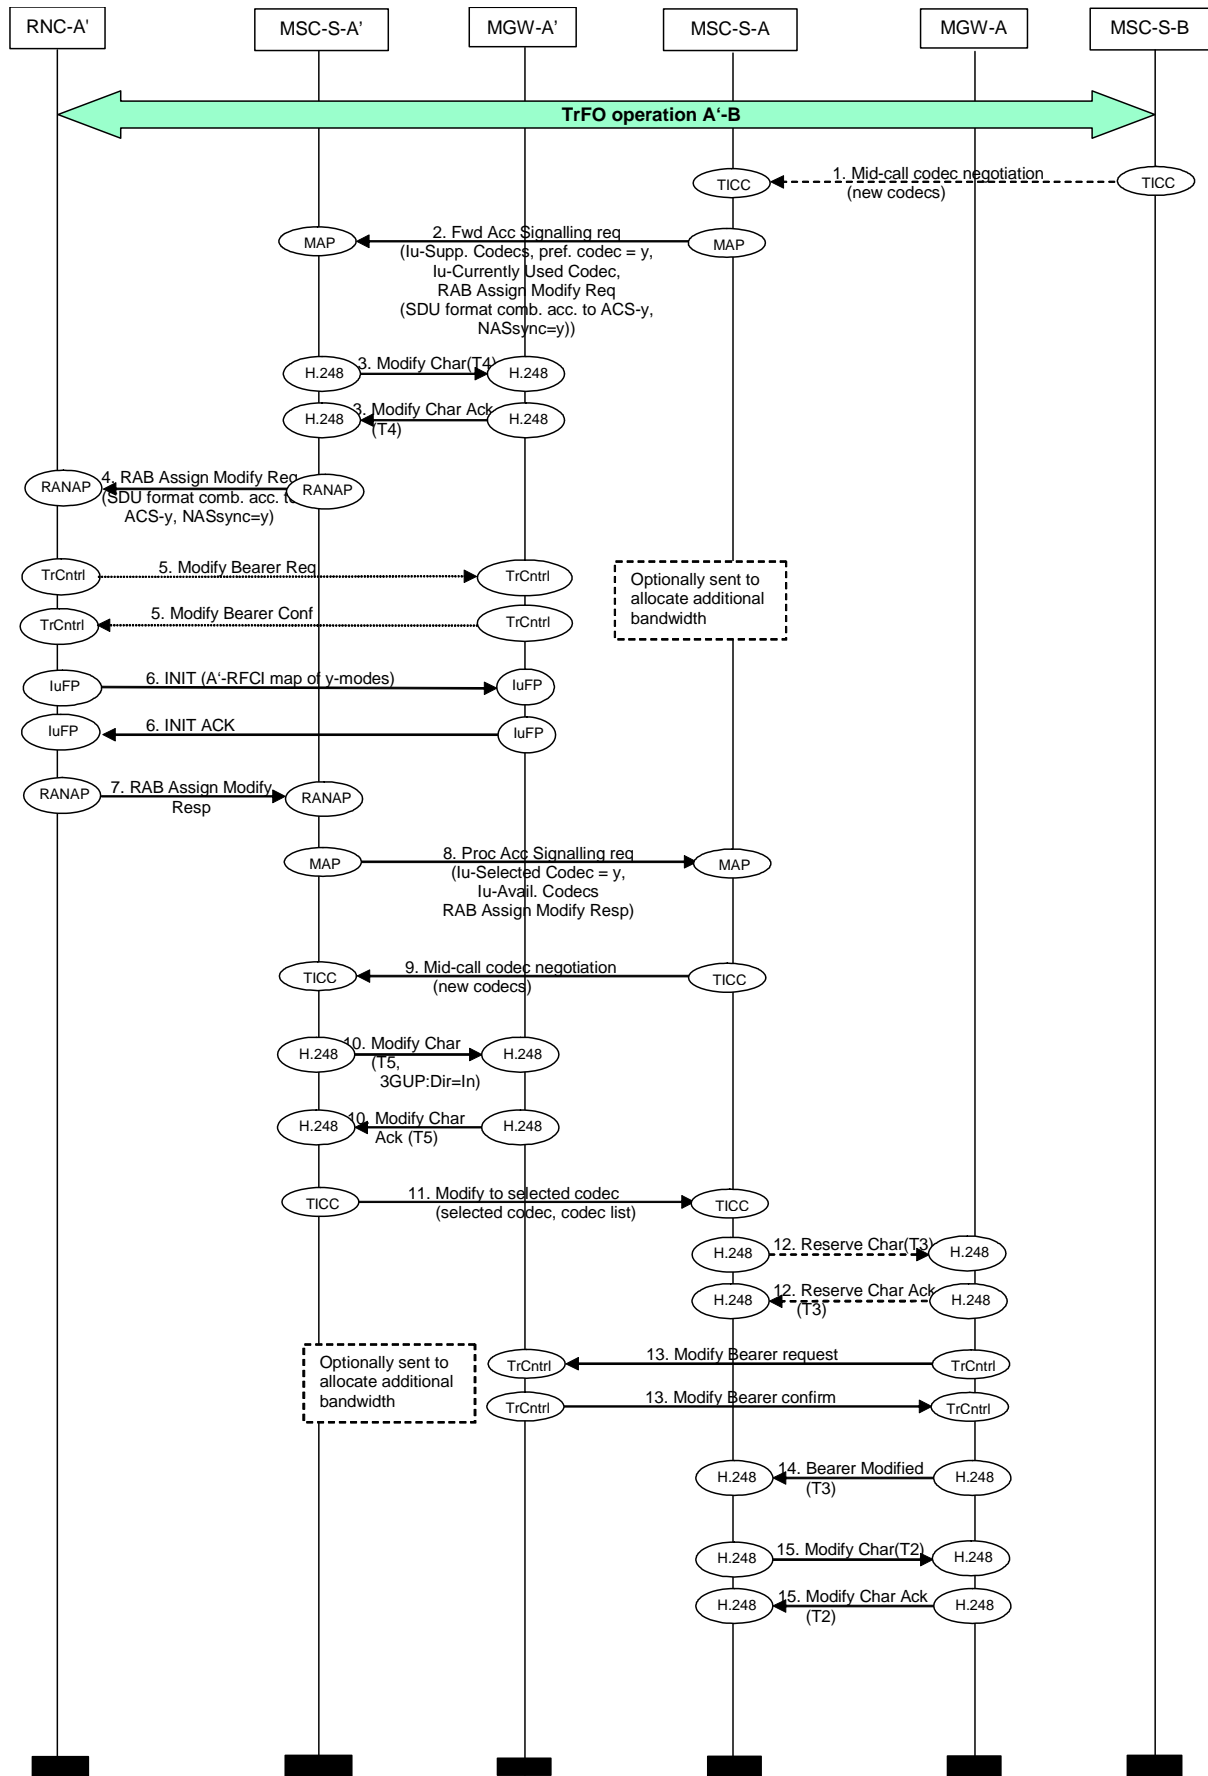 RNC-A'
MSC-S-A’
MGW-A’
MSC-S-A
MGW-A
MSC-S-B
TrFO operation A‘-B
TICC
1. Mid-call codec negotiation
(new codecs)
TICC
MAP
2. Fwd Acc Signalling req
(Iu-Supp. Codecs, pref. codec = y,
Iu-Currently Used Codec,
RAB Assign Modify Req
(SDU format comb. acc. to ACS-y,
NASsync=y))
MAP
H.248
3. Modify Char(T4)
H.248
H.248
3. Modify Char Ack
(T4)
H.248
RANAP
4. RAB Assign Modify Req
(SDU format comb. acc. to
ACS-y, NASsync=y)
RANAP
TrCntrl
5. Modify Bearer Req
TrCntrl
Optionally sent to
allocate additional
bandwidth
TrCntrl
5. Modify Bearer Conf
TrCntrl
IuFP
6. INIT (A‘-RFCI map of y-modes)
IuFP
IuFP
6. INIT ACK
IuFP
RANAP
7. RAB Assign Modify
Resp
RANAP
MAP
8. Proc Acc Signalling req
(Iu-Selected Codec = y,
Iu-Avail. Codecs
RAB Assign Modify Resp)
MAP
TICC
9. Mid-call codec negotiation
(new codecs)
TICC
H.248
10. Modify Char
(T5,
3GUP:Dir=In)
H.248
H.248
10. Modify Char
Ack (T5)
H.248
TICC
11. Modify to selected codec
(selected codec, codec list)
TICC
H.248
12. Reserve Char(T3)
H.248
H.248
12. Reserve Char Ack
(T3)
H.248
Optionally sent to
allocate additional
bandwidth
TrCntrl
13. Modify Bearer request
TrCntrl
TrCntrl
13. Modify Bearer confirm
TrCntrl
H.248
14. Bearer Modified
(T3)
H.248
H.248
15. Modify Char(T2)
H.248
H.248
15. Modify Char Ack
(T2)
H.248